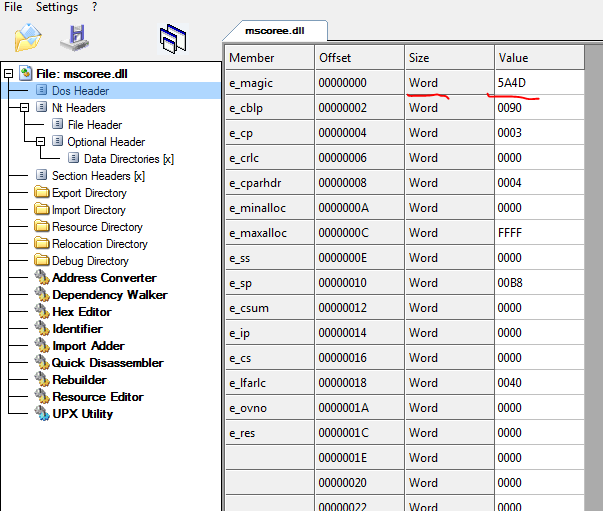 File Settings ?
mscoree.dll
File: mscoree.dll
Dos Header
Nt Headers
File Header
Optional Header
Data Directories [x]
Section Headers [x]
Export Directory
Import Directory
Resource Directory
Relocation Directory
Debug Directory
Address Converter
Dependency Walker
Hex Editor
Identifier
Import Adder
Quick Disassembler
Rebuilder
Resource Editor
UPX Utility
Member Offset Size Value
e_magic 00000000 Word 5A4D
e_cblp 00000002 Word 0090
e_cp 00000004 Word 0003
e_crlc 00000006 Word 0000
e_cparhdr 00000008 Word 0004
e_minalloc 0000000A Word 0000
e_maxalloc 0000000C Word FFFF
e_ss 0000000E Word 0000
e_sp 00000010 Word 00B8
e_csum 00000012 Word 0000
e_ip 00000014 Word 0000
e_cs 00000016 Word 0000
e_lfarlc 00000018 Word 0040
e_ovno 0000001A Word 0000
e_res 0000001C Word 0000
0000001E Word 0000
00000020 Word 0000
00000022 Word 0000